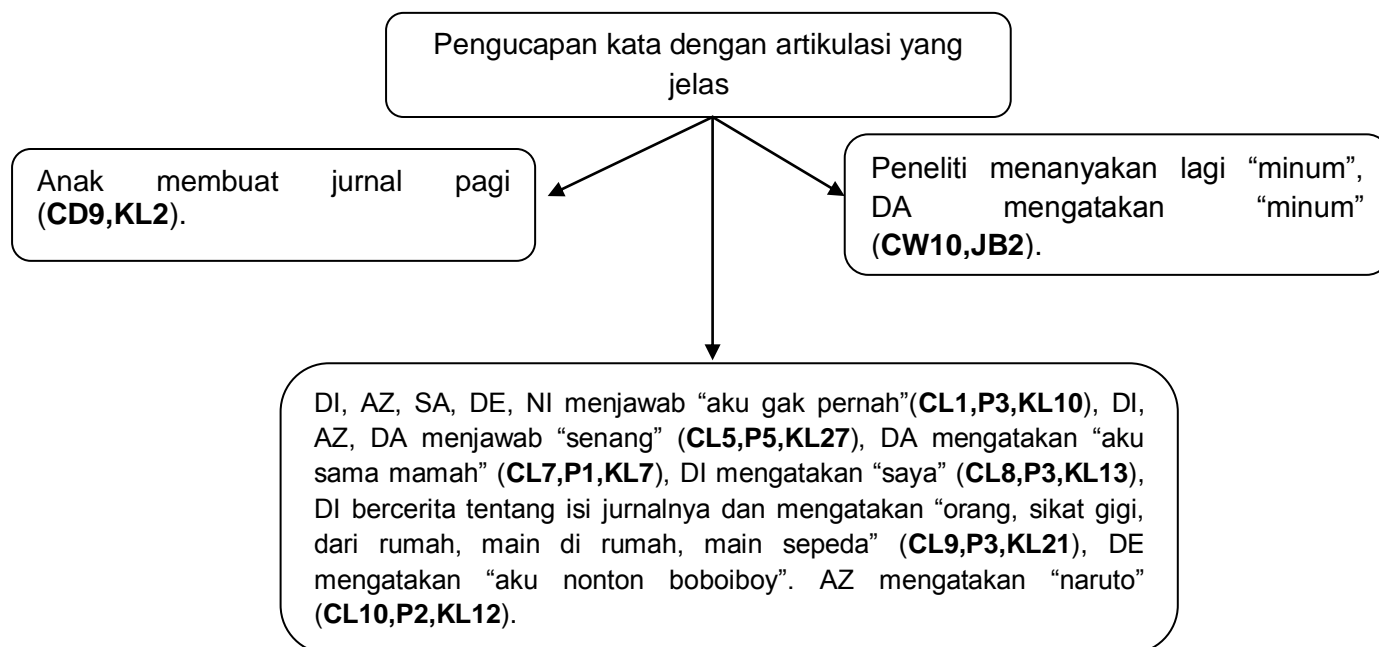 Pengucapan kata dengan artikulasi yang
jelas
Anak membuat jurnal pagi
(CD9,KL2).
Peneliti menanyakan lagi “minum”,
DA mengatakan “minum”
(CW10,JB2).
DI, AZ, SA, DE, NI menjawab “aku gak pernah”(CL1,P3,KL10), DI,
AZ, DA menjawab “senang” (CL5,P5,KL27), DA mengatakan “aku
sama mamah” (CL7,P1,KL7), DI mengatakan “saya” (CL8,P3,KL13),
DI bercerita tentang isi jurnalnya dan mengatakan “orang, sikat gigi,
dari rumah, main di rumah, main sepeda” (CL9,P3,KL21), DE
mengatakan “aku nonton boboiboy”. AZ mengatakan “naruto”
(CL10,P2,KL12).